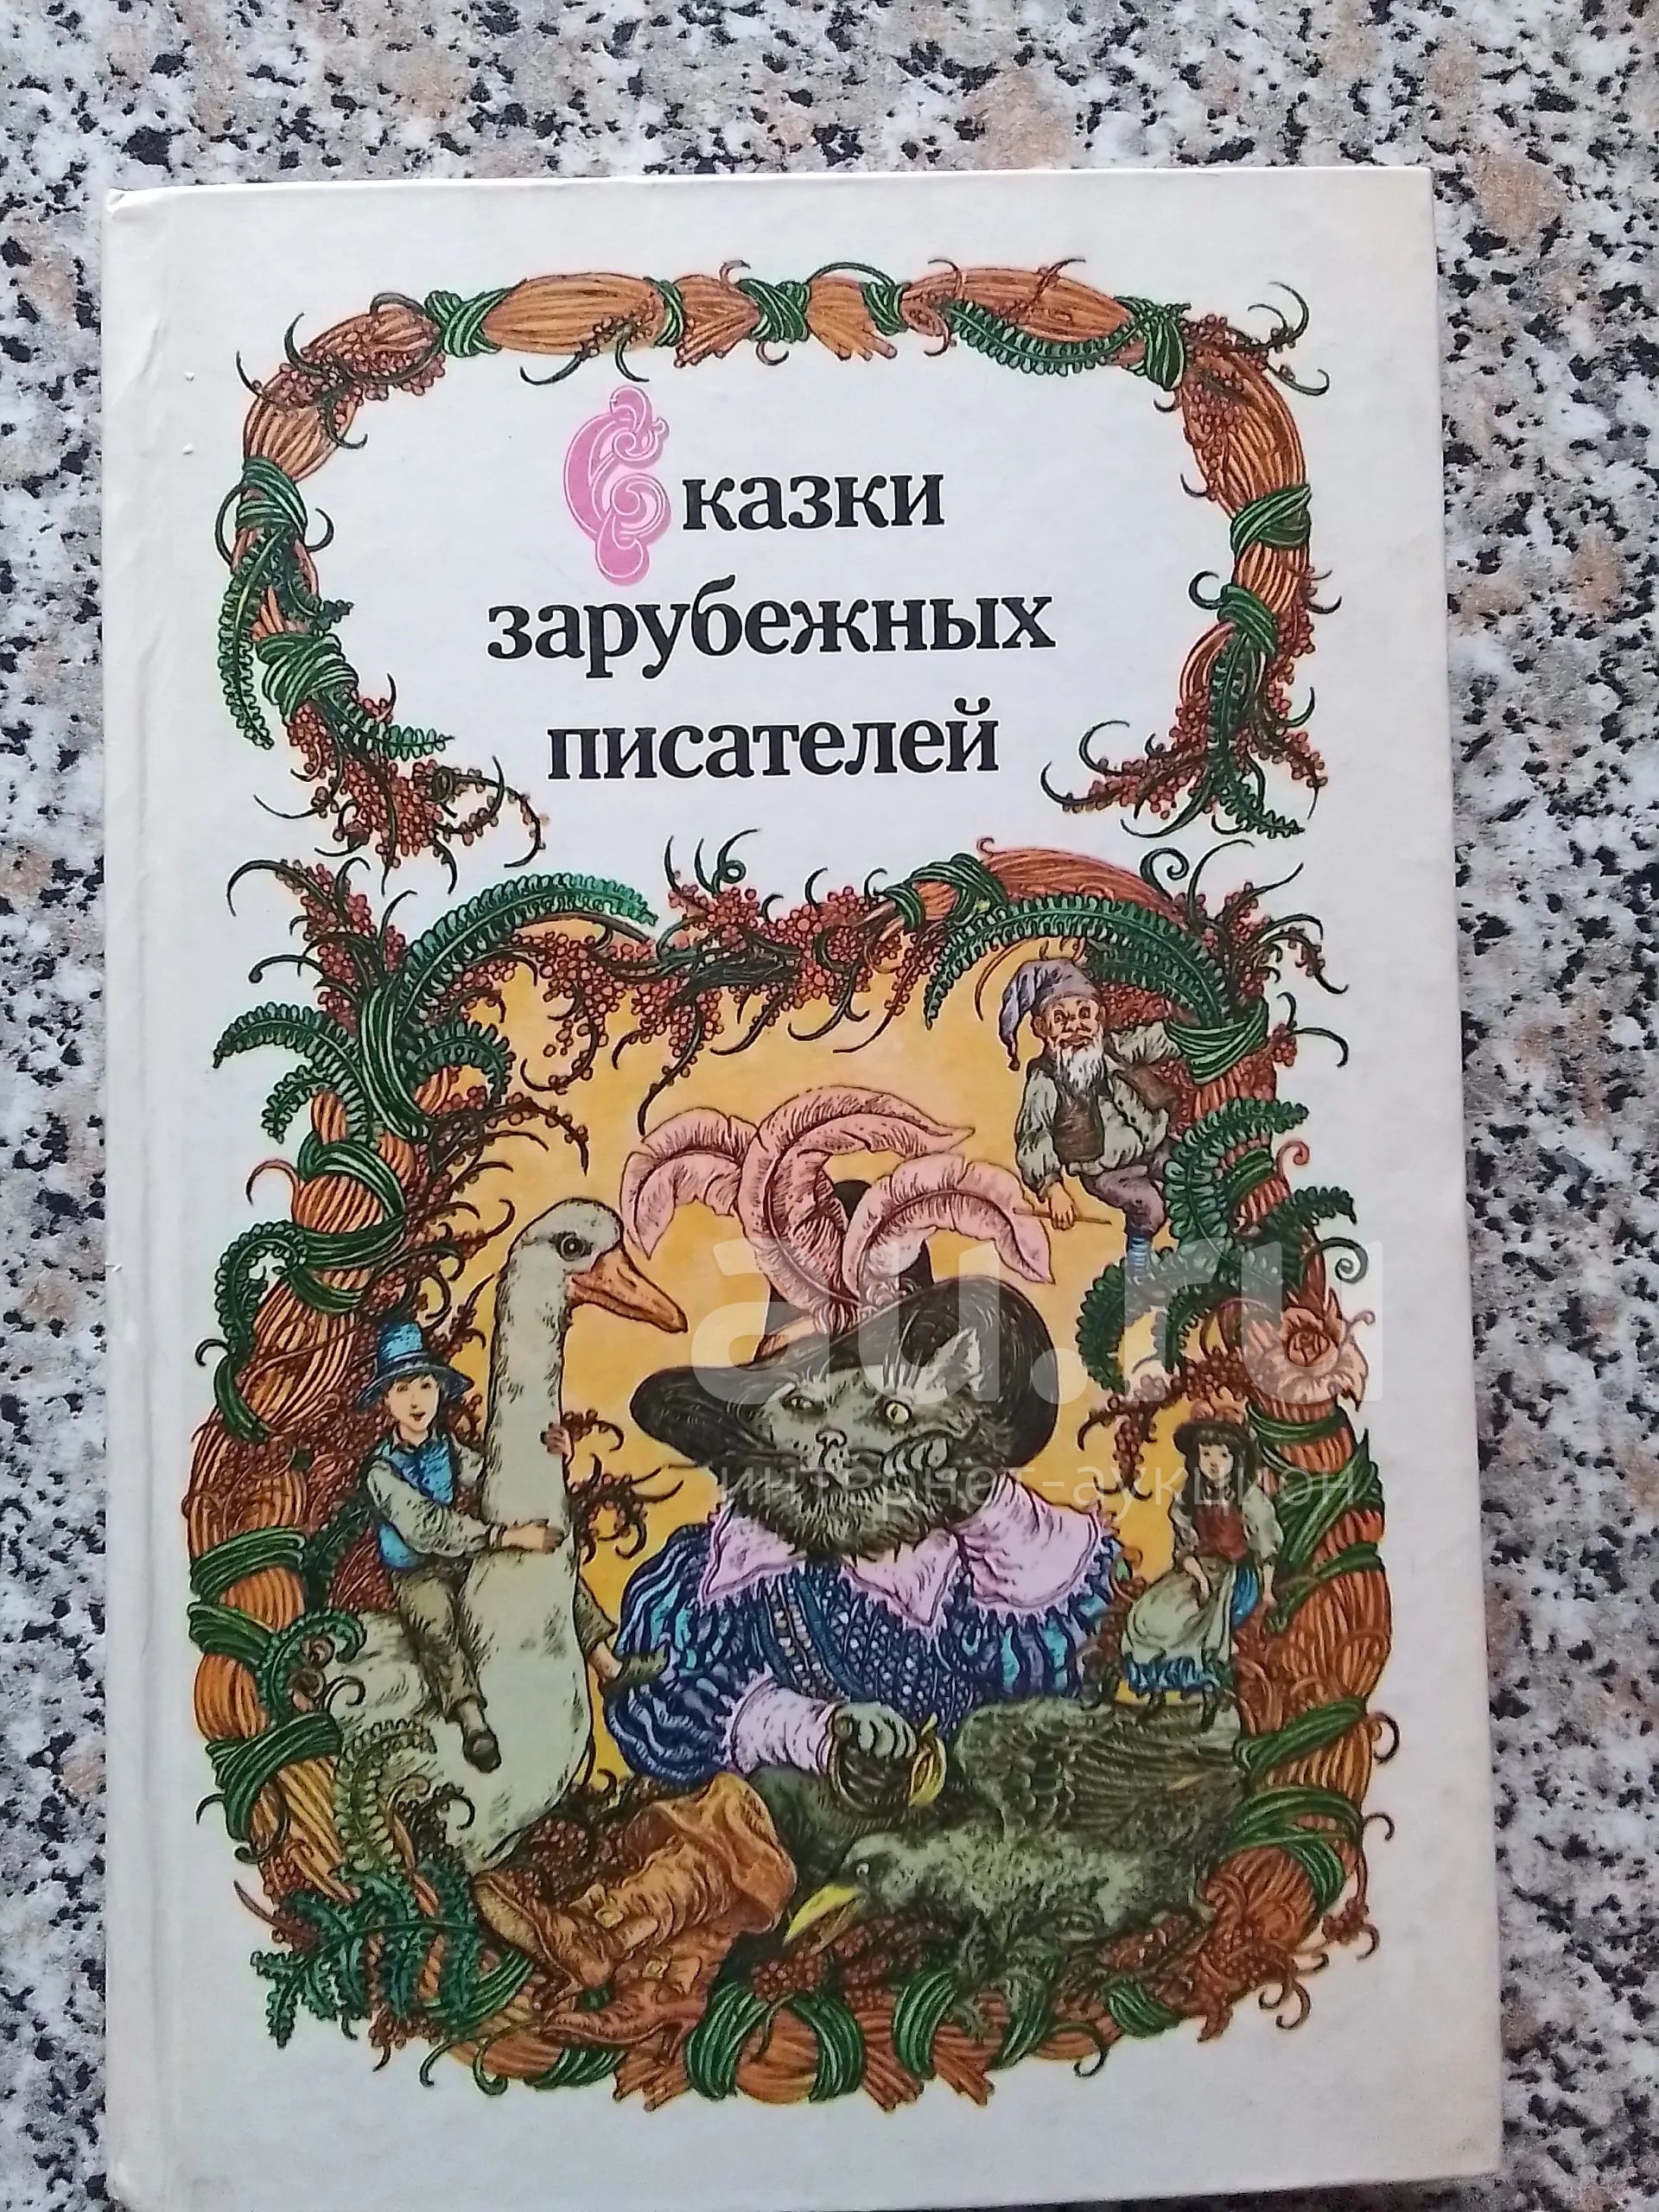 Сказки
зарубежных
писателей
au.ru
интернет-аукцион